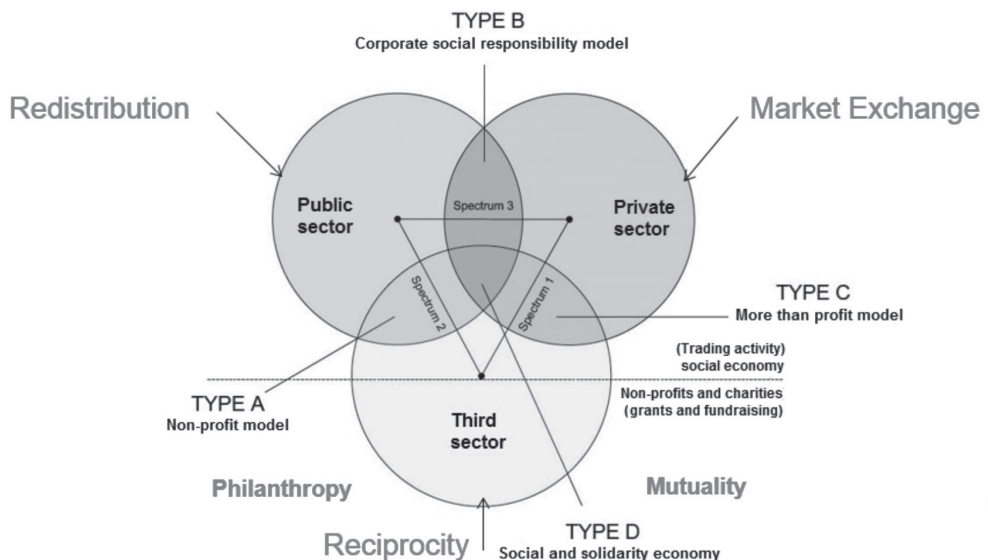 TYPE B
Corporate social responsibility model
Redistribution
Market Exchange
Public
sector
Spectrum 3
Private
sector
Spectrum 2
Spectrum 1
TYPE C
More than profit model
(Trading activity)
social economy
Non-profits and charities
(grants and fundraising)
TYPE A
Non-profit model
Third
sector
Philanthropy
Mutuality
Reciprocity
TYPE D
Social and solidarity economy